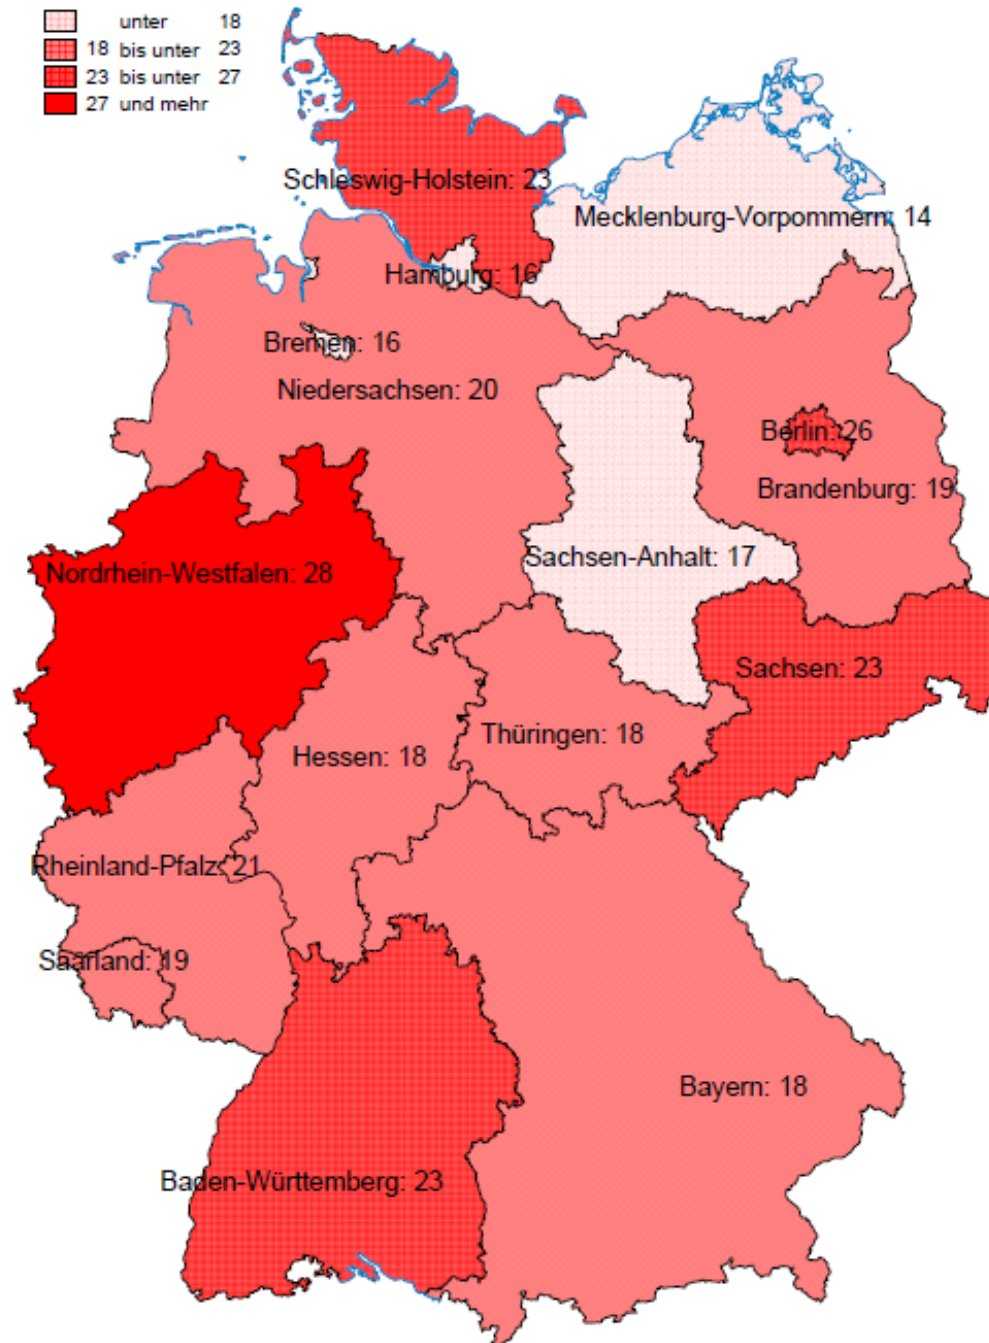 unter 18
18 bis unter 23
23 bis unter 27
27 und mehr
Schleswig-Holstein: 23
Mecklenburg-Vorpommern: 14
Hamburg: 16
Bremen: 16
Niedersachsen: 20
Berlin: 26
Brandenburg: 19
Sachsen-Anhalt: 17
Nordrhein-Westfalen: 28
Sachsen: 23
Thüringen: 18
Hessen: 18
Rheinland-Pfalz: 21
Saarland: 19
Bayern: 18
Baden-Württemberg: 23